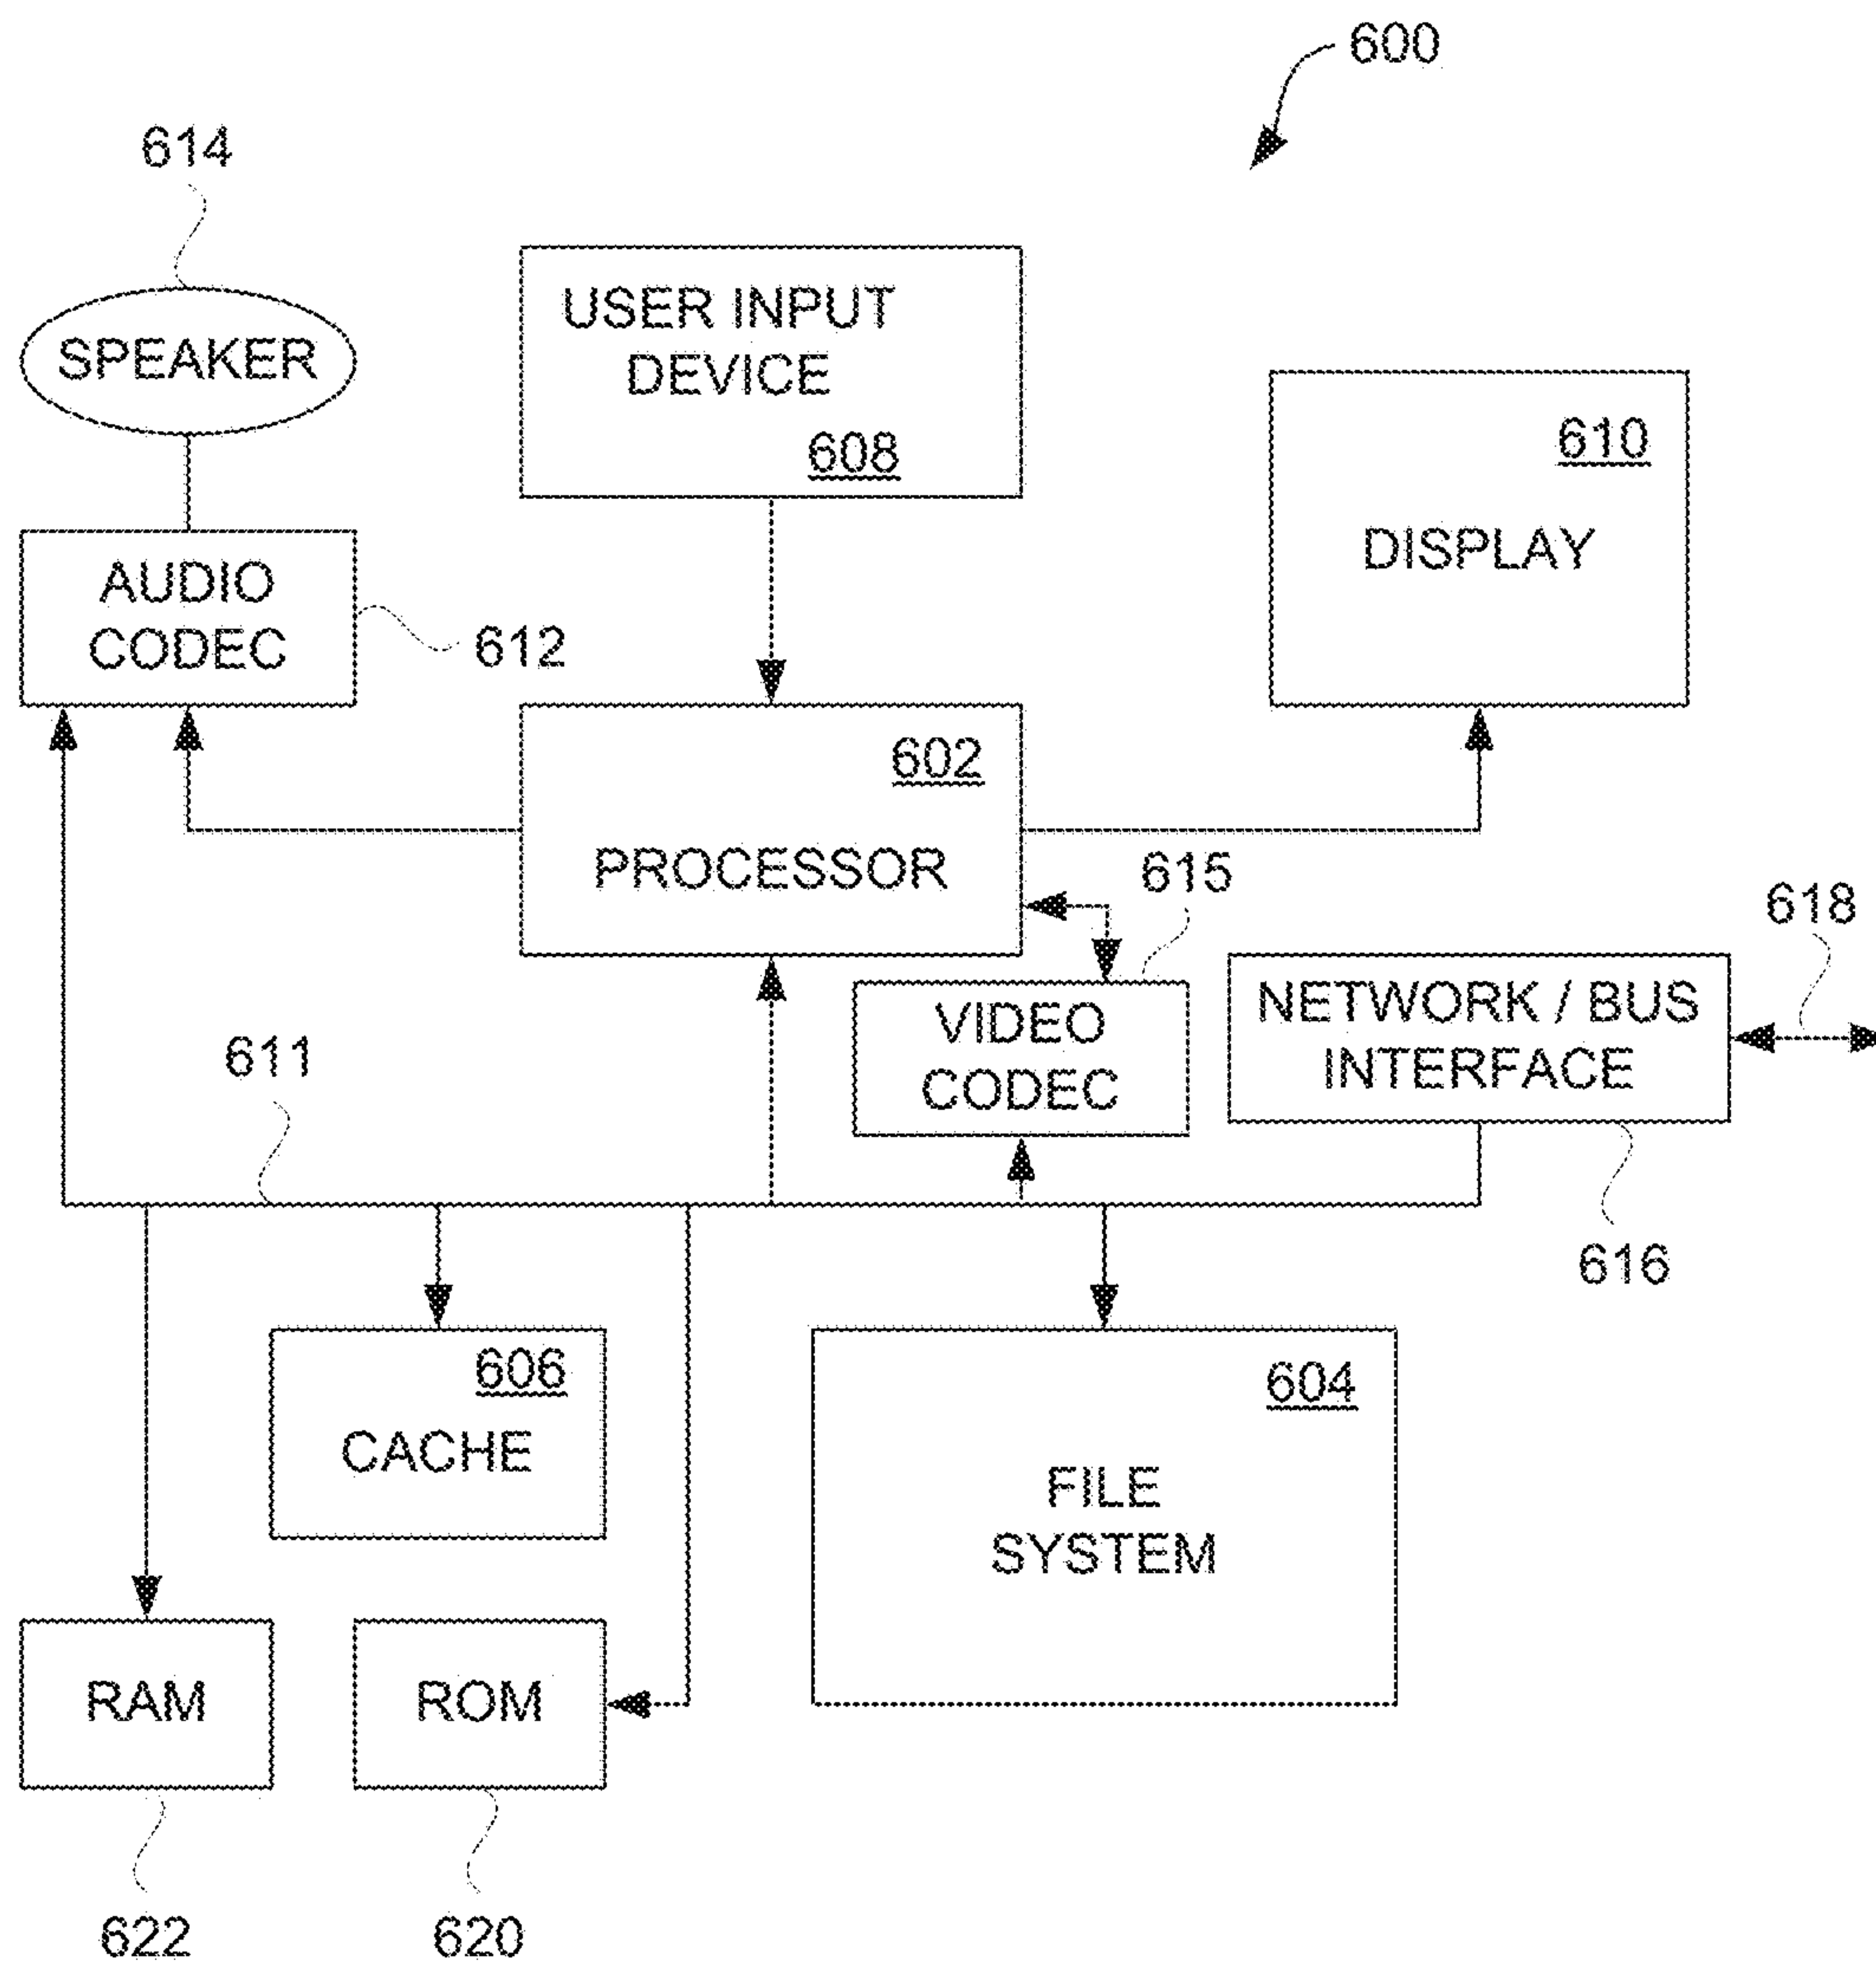 600
614
SPEAKER
USER INPUT
DEVICE
608
610
DISPLAY
AUDIO
CODEC
612
602
PROCESSOR
615
618
VIDEO
CODEC
NETWORK / BUS
INTERFACE
611
616
606
CACHE
604
FILE
SYSTEM
RAM
ROM
622
620